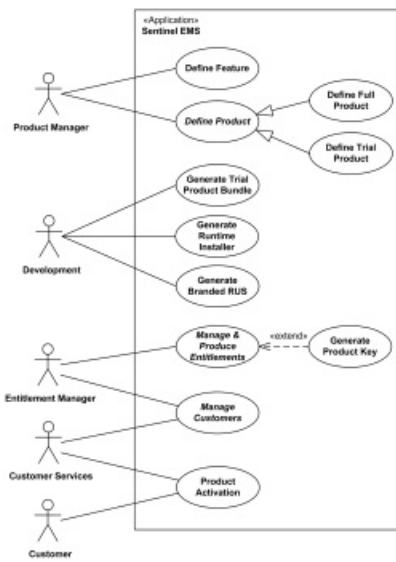 «Application»
Sentinel EMS
Define Feature
Define Full
Product
Product Manager
Define Product
Define Trial
Product
Generate Trial
Product Bundle
Generate
Runtime
Installer
Development
Generate
Branded RUS
Manage &
Produce
Entitlements
«extend»
Generate
Product Key
Entitlement Manager
Manage
Customers
Customer Services
Product
Activation
Customer